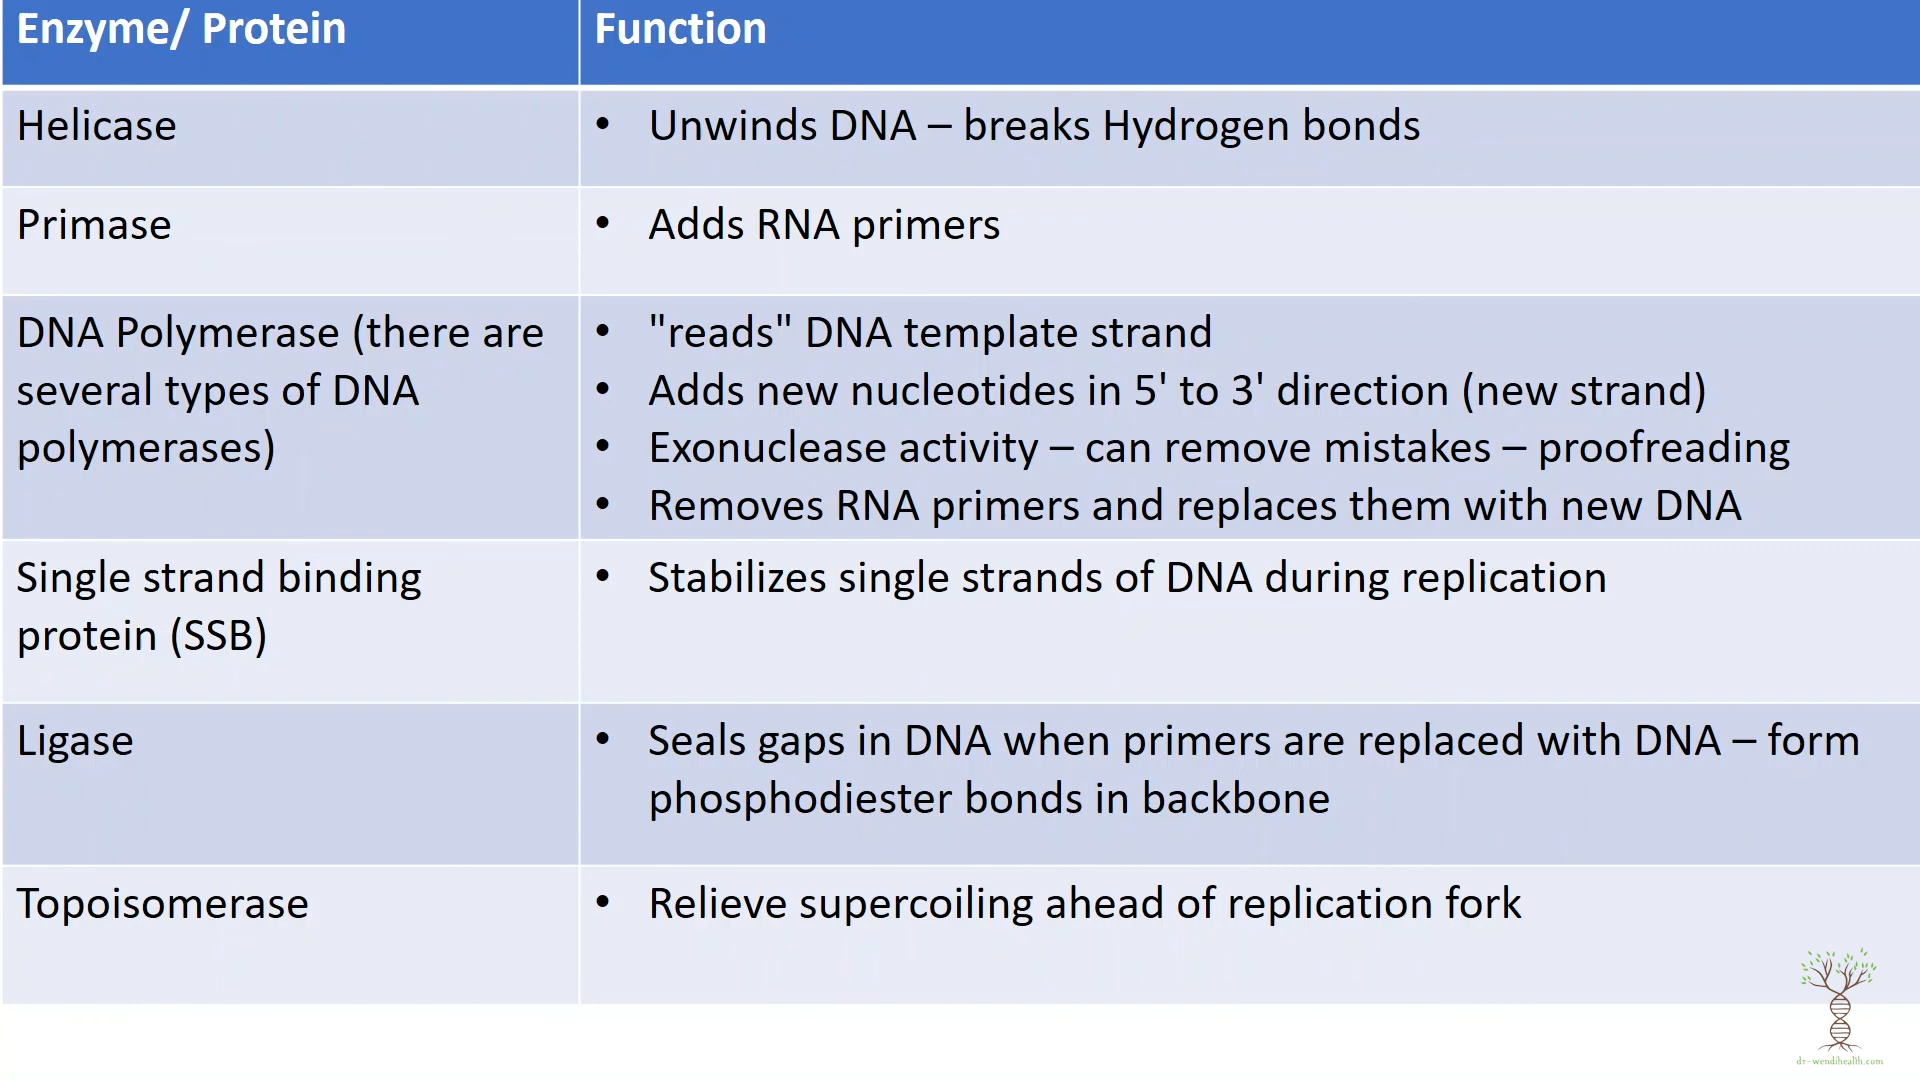 Enzyme/ Protein
Function
Helicase
• Unwinds DNA – breaks Hydrogen bonds
Primase
• Adds RNA primers
DNA Polymerase (there are
several types of DNA
polymerases)
• "reads" DNA template strand
• Adds new nucleotides in 5' to 3' direction (new strand)
• Exonuclease activity – can remove mistakes – proofreading
• Removes RNA primers and replaces them with new DNA
Single strand binding
protein (SSB)
• Stabilizes single strands of DNA during replication
Ligase
• Seals gaps in DNA when primers are replaced with DNA – form
phosphodiester bonds in backbone
Topoisomerase
• Relieve supercoiling ahead of replication fork
dr-wendihealth.com